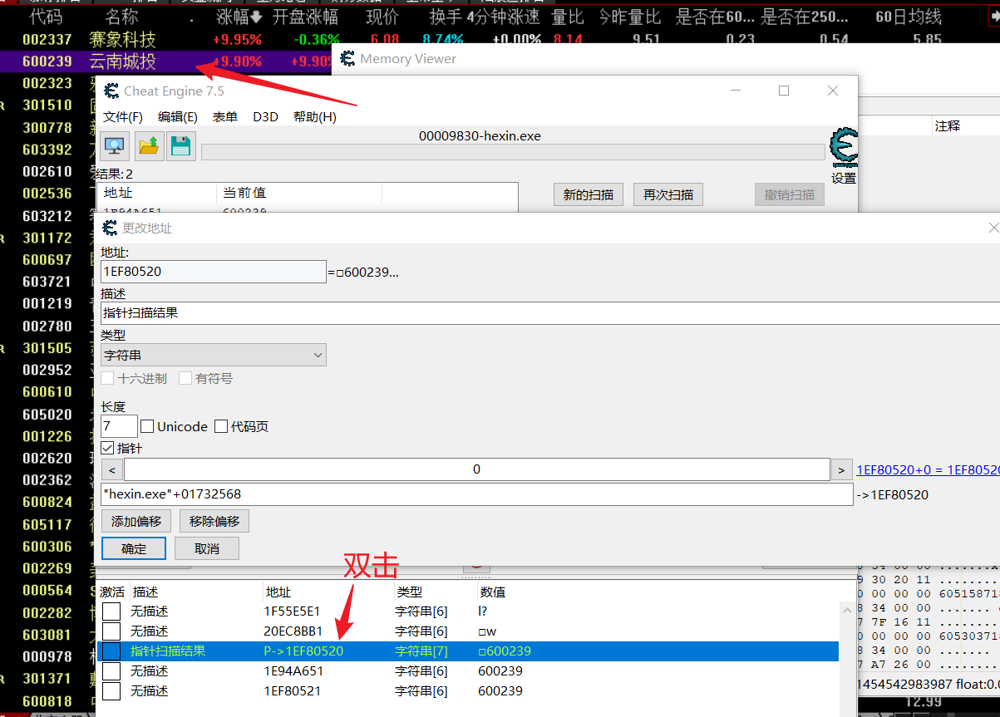 代码 名称 . 涨幅 开盘涨幅 现价 换手 4分钟涨速 量比 今昨量比 是否在60... 是否在250... 60日均线
002337 赛象科技 +9.95% -0.36% 6.08 8.74% +0.00% 8.14 9.51 0.23 0.54 5.85
600239 云南城投 +9.90% +9.90%
Memory Viewer
002323
Cheat Engine 7.5
R 301510
文件(F) 编辑(E) 表单 D3D 帮助(H)
注释
300778
00009830-hexin.exe
603392
002610
结果: 2
设置
002536
地址 当前值
新的扫描 再次扫描 撤销扫描
603212
1E94A651 600239
更改地址
R 301172
地址:
600697
1EF80520 =□600239...
603721
描述
001219
指针扫描结果
002780
类型
R 301505
字符串
002952
十六进制 有符号
600610
605020
长度
7 Unicode 代码页
001226
指针
002620
< 0 > 1EF80520+0 = 1EF80520
002362
"hexin.exe"+01732568 ->1EF80520
600824
添加偏移 移除偏移
605117
确定 取消
600306
双击
002269
000564
激活 描述 地址 类型 数值
002282
无描述 1F55E5E1 字符串[6] l?
无描述 20EC8BB1 字符串[6] □w
603081
指针扫描结果 P->1EF80520 字符串[7] □600239
000978
无描述 1E94A651 字符串[6] 600239
R 301371
无描述 1EF80521 字符串[6] 600239
600818
8 34 00 00
9 30 20 11 ........
0 00 00 00 60515871
8 34 00 00
7 7F 16 11 ........
0 00 00 00 60530371
8 34 00 00
7 A7 26 00
1454542983987 float:0.0
12.99